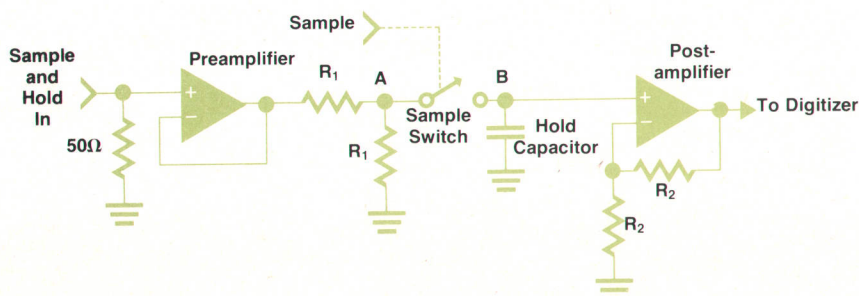 Sample
Sample
and
Hold
In
Preamplifier
+
−
50Ω
R₁
A
R₁
Sample
Switch
B
Hold
Capacitor
Post-
amplifier
+
−
To Digitizer
R₂
R₂